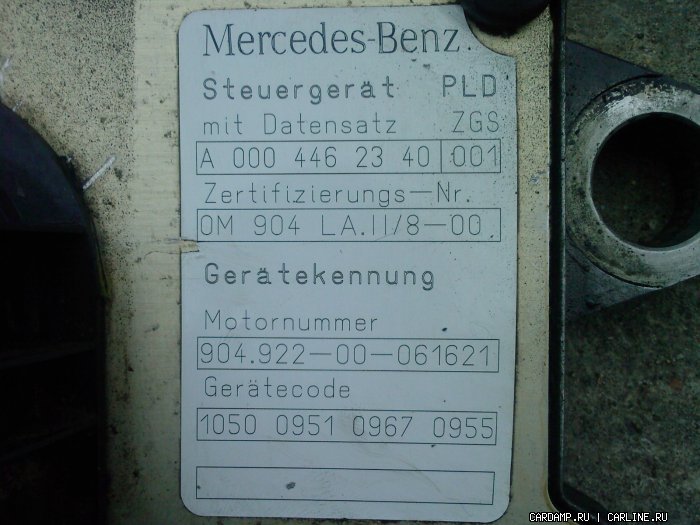 Mercedes-Benz
Steuergerät PLD
mit Datensatz ZGS
A 000 446 23 40 001
Zertifizierungs-Nr.
OM 904 LA.II/8-00
Gerätekennung
Motornummer
904.922-00-061621
Gerätecode
1050 0951 0967 0955
CARDAMP.RU | CARLINE.RU